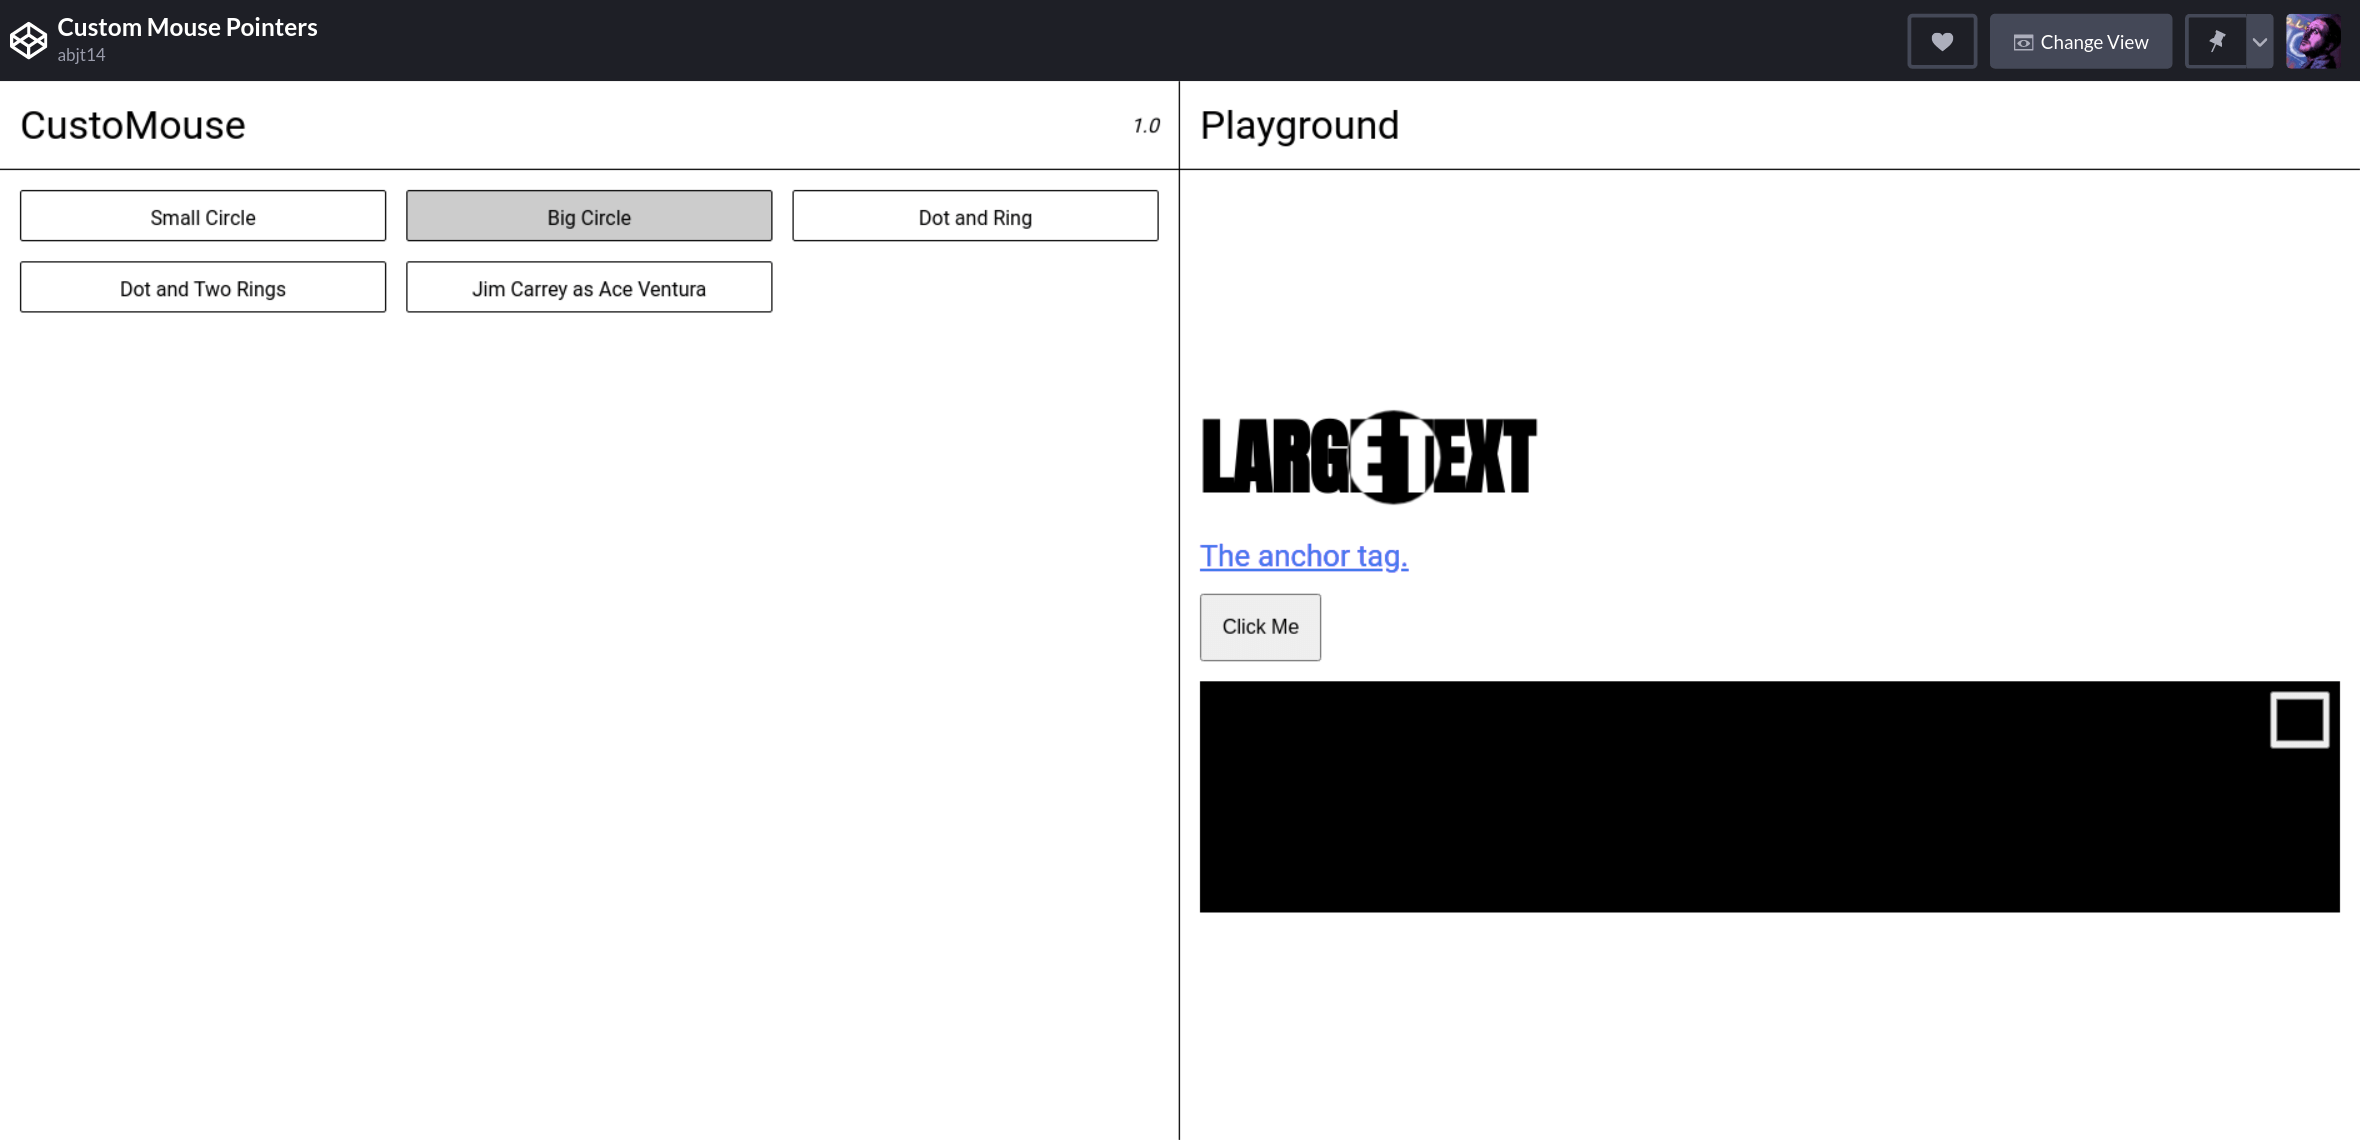 Custom Mouse Pointers
abjt14
Change View
CustoMouse
1.0
Playground
Small Circle
Big Circle
Dot and Ring
Dot and Two Rings
Jim Carrey as Ace Ventura
LARGE TEXT
The anchor tag.
Click Me